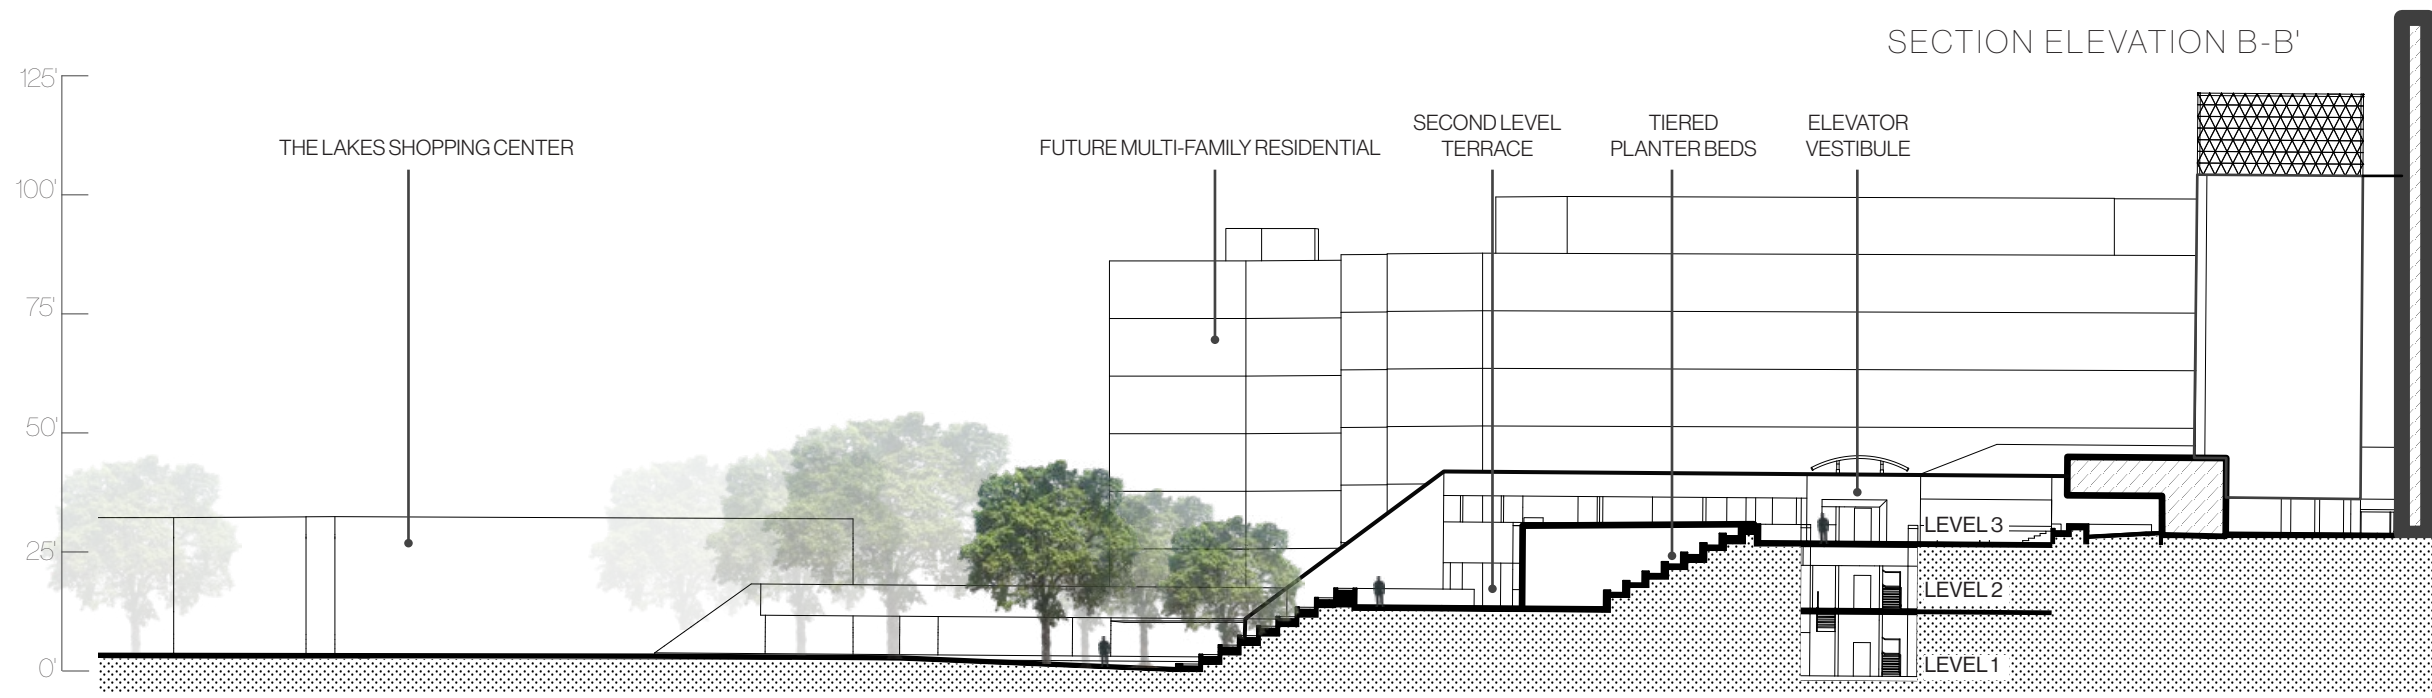 SECTION ELEVATION B-B'
125'
100'
75'
50'
25'
0'
THE LAKES SHOPPING CENTER
FUTURE MULTI-FAMILY RESIDENTIAL
SECOND LEVEL
TERRACE
TIERED
PLANTER BEDS
ELEVATOR
VESTIBULE
LEVEL 3
LEVEL 2
LEVEL 1